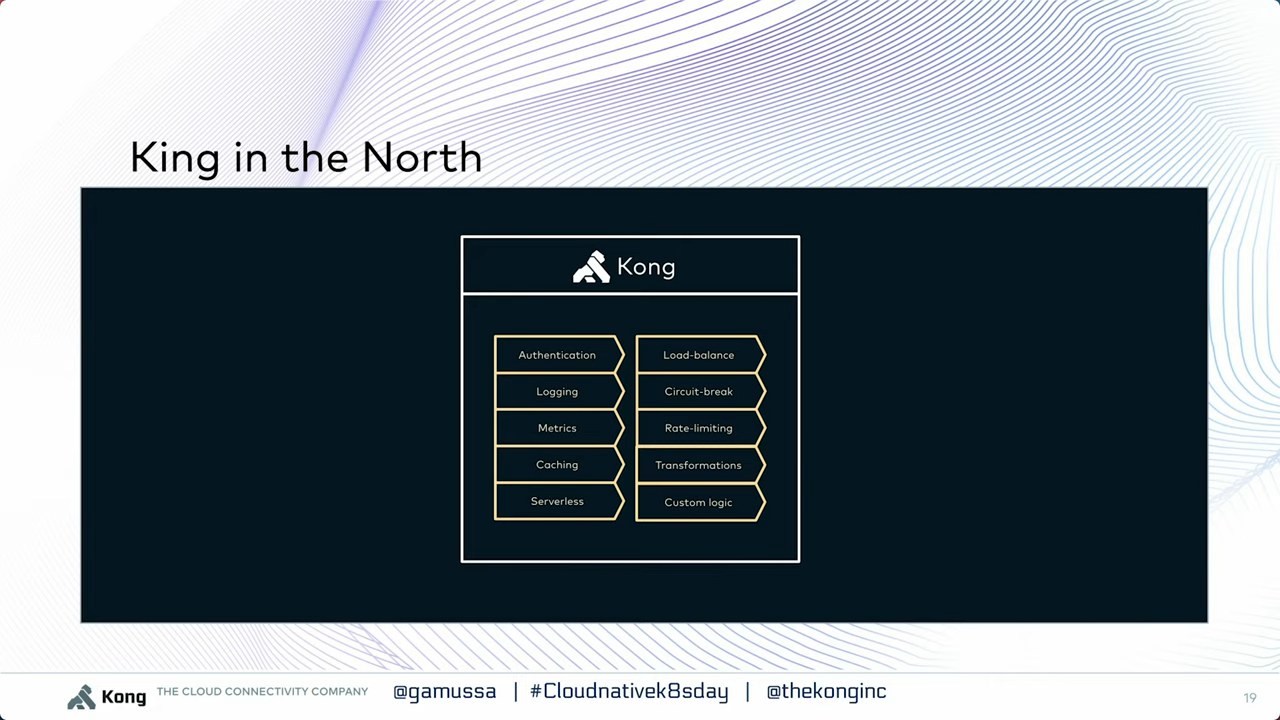 King in the North
Kong
Authentication
Load-balance
Logging
Circuit-break
Metrics
Rate-limiting
Caching
Transformations
Serverless
Custom logic
Kong THE CLOUD CONNECTIVITY COMPANY @gamussa | #Cloudnativek8sday | @thekonginc 19